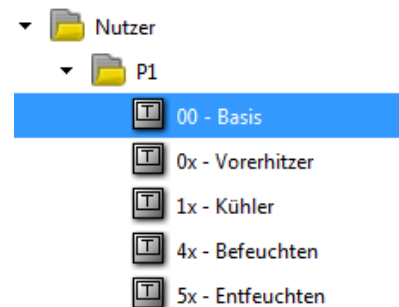 Nutzer
P1
T 00 - Basis
T 0x - Vorerhitzer
T 1x - Kühler
T 4x - Befeuchten
T 5x - Entfeuchten